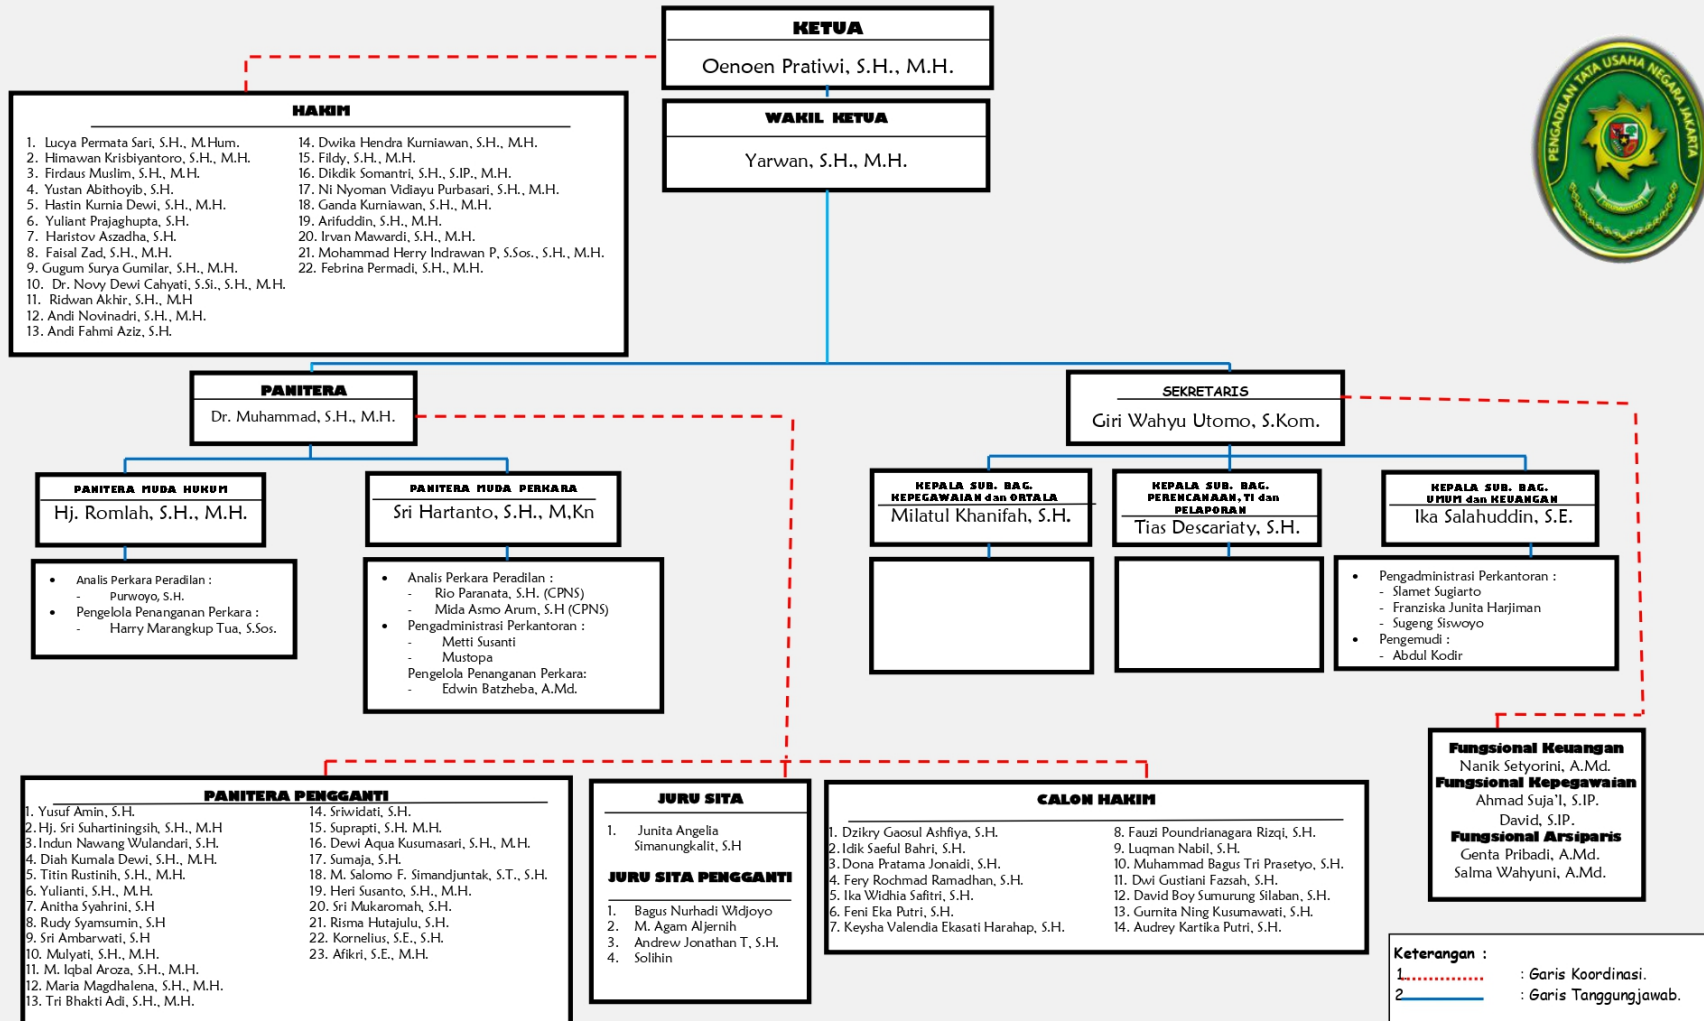 KETUA
Oenoen Pratiwi, S.H., M.H.
WAKIL KETUA
Yarwan, S.H., M.H.
PENGADILAN TATA USAHA NEGARA JAKARTA
HAKIM
1. Lucya Permata Sari, S.H., M.Hum.
2. Himawan Krisbiyantoro, S.H., M.H.
3. Firdaus Muslim, S.H., M.H.
4. Yustan Abithoyib, S.H.
5. Hastin Kurnia Dewi, S.H., M.H.
6. Yuliant Prajaghupta, S.H.
7. Haristov Aszadha, S.H.
8. Faisal Zad, S.H., M.H.
9. Gugum Surya Gumilar, S.H., M.H.
10. Dr. Novy Dewi Cahyati, S.Si., S.H., M.H.
11. Ridwan Akhir, S.H., M.H
12. Andi Novinadri, S.H., M.H.
13. Andi Fahmi Aziz, S.H.
14. Dwika Hendra Kurniawan, S.H., M.H.
15. Fildy, S.H., M.H.
16. Dikdik Somantri, S.H., S.IP., M.H.
17. Ni Nyoman Vidiayu Purbasari, S.H., M.H.
18. Ganda Kurniawan, S.H., M.H.
19. Arifuddin, S.H., M.H.
20. Irvan Mawardi, S.H., M.H.
21. Mohammad Herry Indrawan P, S.Sos., S.H., M.H.
22. Febrina Permadi, S.H., M.H.
PANITERA
Dr. Muhammad, S.H., M.H.
SEKRETARIS
Giri Wahyu Utomo, S.Kom.
PANITERA MUDA HUKUM
Hj. Romlah, S.H., M.H.
PANITERA MUDA PERKARA
Sri Hartanto, S.H., M,Kn
KEPALA SUB. BAG.
KEPEGAWAIAN dan ORTALA
Milatul Khanifah, S.H.
KEPALA SUB. BAG.
PERENCANAAN, TI dan
PELAPORAN
Tias Descariaty, S.H.
KEPALA SUB. BAG.
UMUM dan KEUANGAN
Ika Salahuddin, S.E.
• Analis Perkara Peradilan :
- Purwoyo, S.H.
• Pengelola Penanganan Perkara :
- Harry Marangkup Tua, S.Sos.
• Analis Perkara Peradilan :
- Rio Paranata, S.H. (CPNS)
- Mida Asmo Arum, S.H (CPNS)
• Pengadministrasi Perkantoran :
- Metti Susanti
- Mustopa
Pengelola Penanganan Perkara:
- Edwin Batzheba, A.Md.
• Pengadministrasi Perkantoran :
- Slamet Sugiarto
- Franziska Junita Harjiman
- Sugeng Siswoyo
• Pengemudi :
- Abdul Kodir
Fungsional Keuangan
Nanik Setyorini, A.Md.
Fungsional Kepegawaian
Ahmad Suja'I, S.IP.
David, S.IP.
Fungsional Arsiparis
Genta Pribadi, A.Md.
Salma Wahyuni, A.Md.
PANITERA PENGGANTI
1. Yusuf Amin, S.H.
2. Hj. Sri Suhartiningsih, S.H., M.H
3. Indun Nawang Wulandari, S.H.
4. Diah Kumala Dewi, S.H., M.H.
5. Titin Rustinih, S.H., M.H.
6. Yulianti, S.H., M.H.
7. Anitha Syahrini, S.H
8. Rudy Syamsumin, S.H
9. Sri Ambarwati, S.H
10. Mulyati, S.H., M.H.
11. M. Iqbal Aroza, S.H., M.H.
12. Maria Magdhalena, S.H., M.H.
13. Tri Bhakti Adi, S.H., M.H.
14. Sriwidati, S.H.
15. Suprapti, S.H. M.H.
16. Dewi Aqua Kusumasari, S.H., M.H.
17. Sumaja, S.H.
18. M. Salomo F. Simandjuntak, S.T., S.H.
19. Heri Susanto, S.H., M.H.
20. Sri Mukaromah, S.H.
21. Risma Hutajulu, S.H.
22. Kornelius, S.E., S.H.
23. Afikri, S.E., M.H.
JURU SITA
1. Junita Angelia
Simanungkalit, S.H
JURU SITA PENGGANTI
1. Bagus Nurhadi Widjoyo
2. M. Agam Aljernih
3. Andrew Jonathan T, S.H.
4. Solihin
CALON HAKIM
1. Dzikry Gaosul Ashfiya, S.H.
2. Idik Saeful Bahri, S.H.
3. Dona Pratama Jonaidi, S.H.
4. Fery Rochmad Ramadhan, S.H.
5. Ika Widhia Safitri, S.H.
6. Feni Eka Putri, S.H.
7. Keysha Valendia Ekasati Harahap, S.H.
8. Fauzi Poundrianagara Rizqi, S.H.
9. Luqman Nabil, S.H.
10. Muhammad Bagus Tri Prasetyo, S.H.
11. Dwi Gustiani Fazsah, S.H.
12. David Boy Sumurung Silaban, S.H.
13. Gurnita Ning Kusumawati, S.H.
14. Audrey Kartika Putri, S.H.
Keterangan :
1. : Garis Koordinasi.
2 : Garis Tanggungjawab.